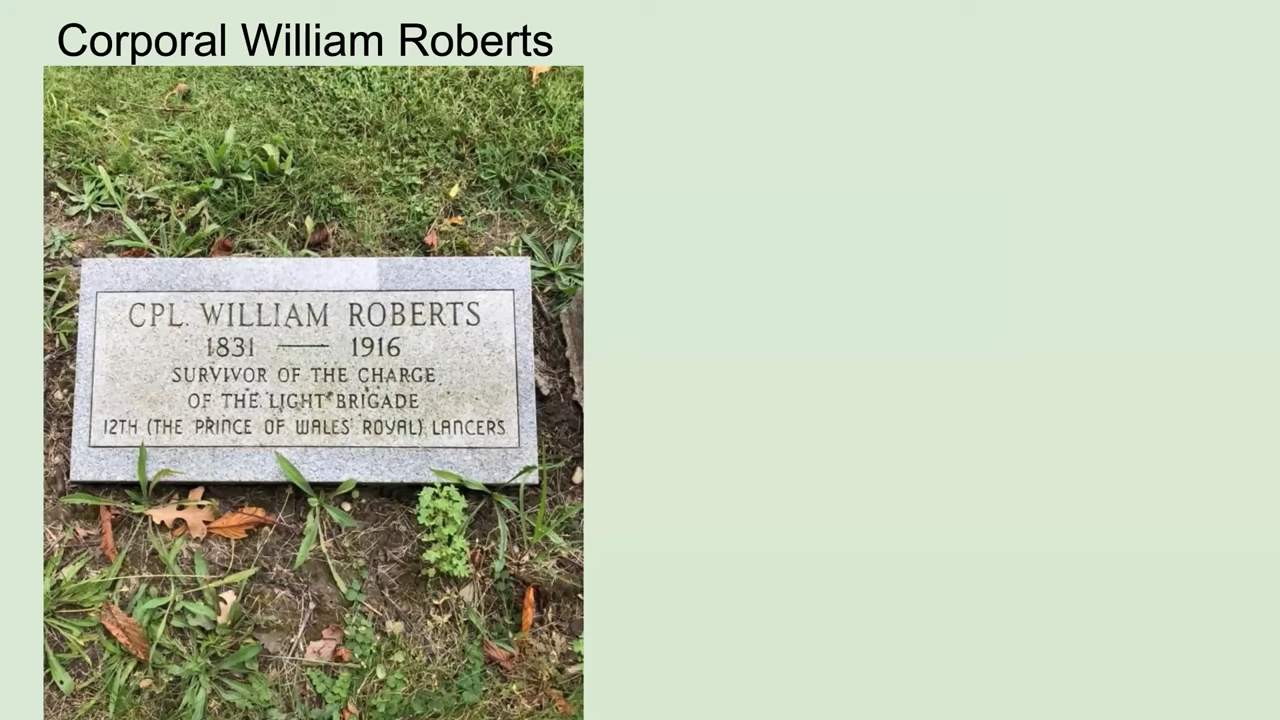 Corporal William Roberts
CPL. WILLIAM ROBERTS
1831 — 1916
SURVIVOR OF THE CHARGE
OF THE LIGHT BRIGADE
12TH (THE PRINCE OF WALES' ROYAL) LANCERS